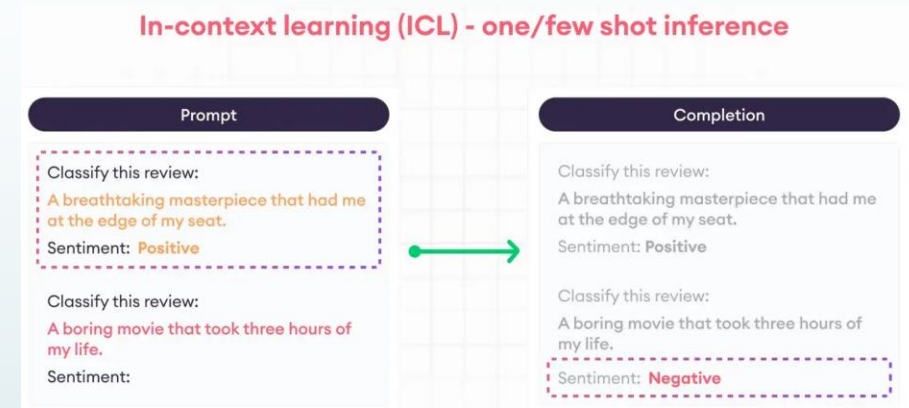 In-context learning (ICL) - one/few shot inference
Prompt
Classify this review:
A breathtaking masterpiece that had me
at the edge of my seat.
Sentiment: Positive
Classify this review:
A boring movie that took three hours of
my life.
Sentiment:
Completion
Classify this review:
A breathtaking masterpiece that had me
at the edge of my seat.
Sentiment: Positive
Classify this review:
A boring movie that took three hours of
my life.
Sentiment: Negative